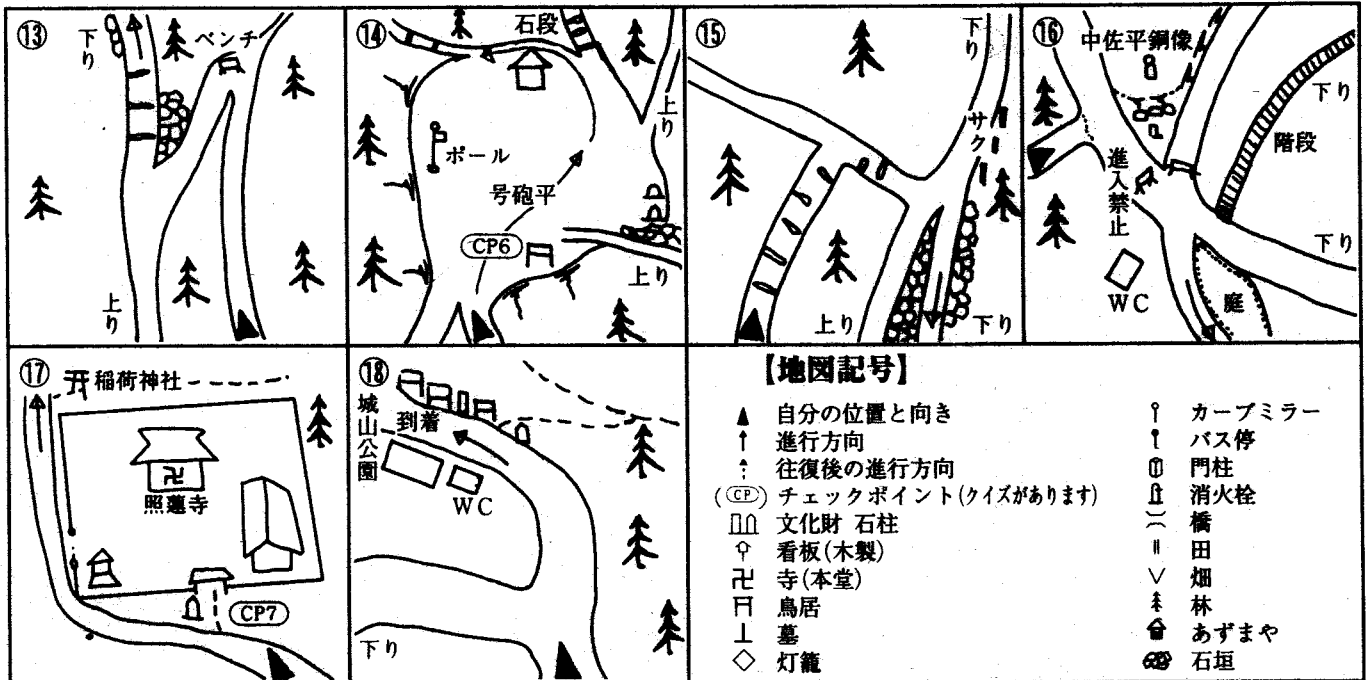 ⑬
下り
ベンチ
上り
⑭
石段
上り
ポール
号砲平
CP6
上り
⑮
下り
サク
上り
下り
⑯
中佐平銅像
下り
階段
進入禁止
下り
WC
庭
⑰
稲荷神社
卍
照蓮寺
CP7
⑱
城山公園
到着
WC
下り
【地図記号】
自分の位置と向き
進行方向
往復後の進行方向
(CP) チェックポイント(クイズがあります)
文化財 石柱
看板(木製)
卍 寺(本堂)
鳥居
墓
灯籠
カーブミラー
バス停
門柱
消火栓
橋
田
畑
林
あずまや
石垣